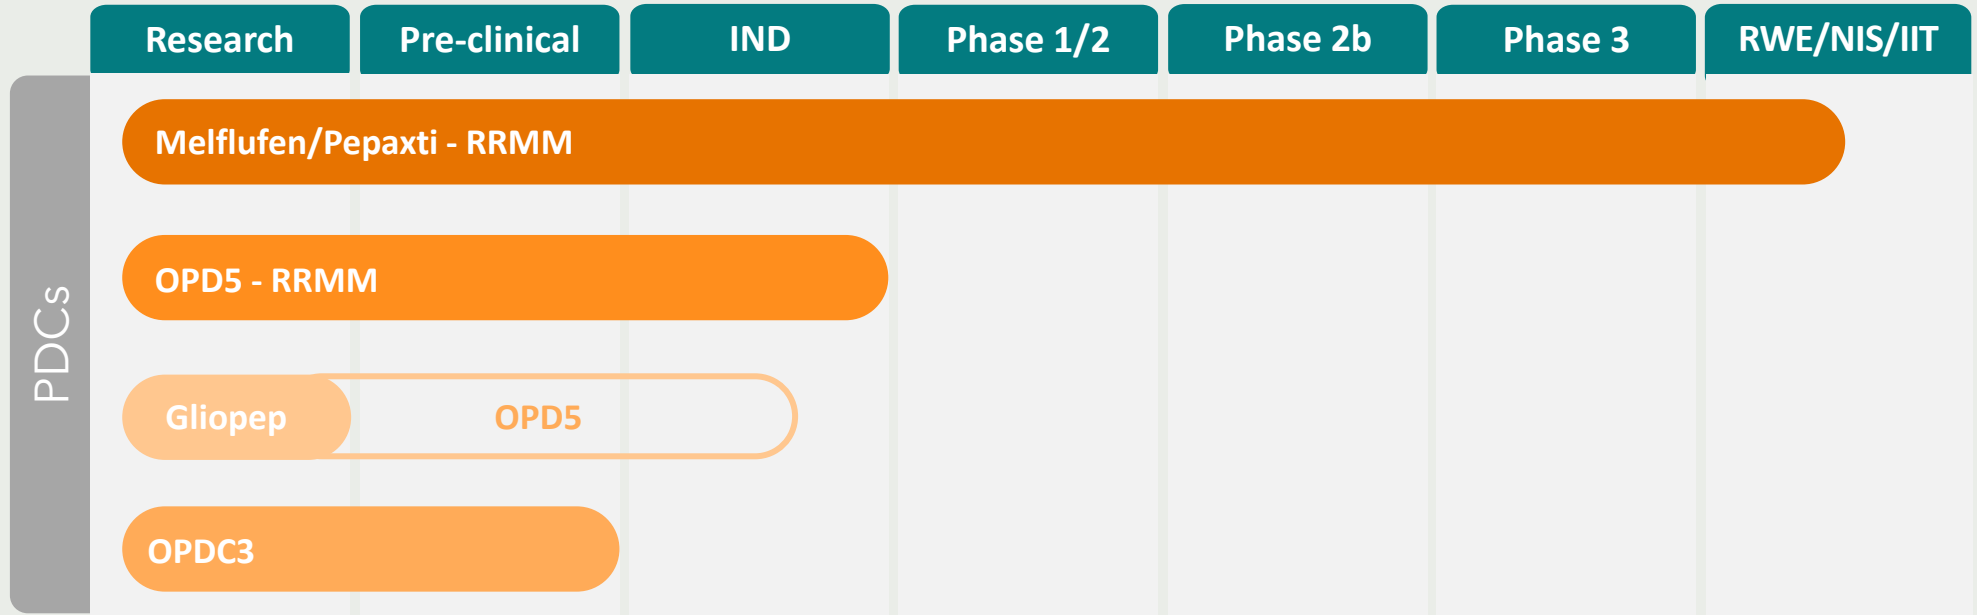 Research
Pre-clinical
IND
Phase 1/2
Phase 2b
Phase 3
RWE/NIS/IIT
PDCs
Melflufen/Pepaxti - RRMM
OPD5 - RRMM
Gliopep
OPD5
OPDC3